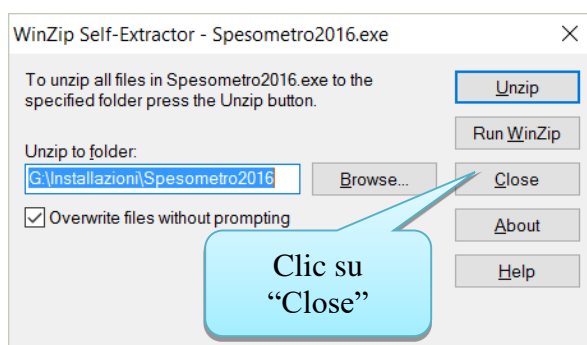 WinZip Self-Extractor - Spesometro2016.exe
To unzip all files in Spesometro2016.exe to the
specified folder press the Unzip button.
Unzip
Run WinZip
Unzip to folder:
G:\Installazioni\Spesometro2016
Browse...
Close
Overwrite files without prompting
About
Help
Clic su
“Close”